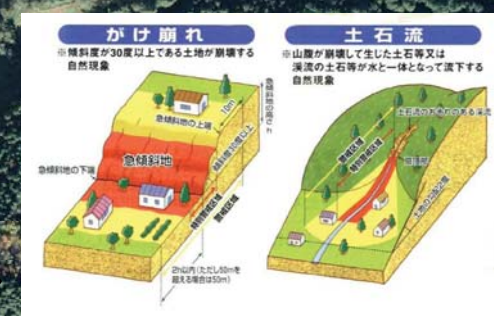 がけ崩れ
※傾斜度が30度以上である土地が崩壊する
自然現象
急傾斜地の上端
10m
急傾斜地の高さ h
急傾斜地
傾斜度30度以上
急傾斜地の下端
特別警戒区域
警戒区域
2h以内(ただし50mを
超える場合は50m)
土石流
※山腹が崩壊して生じた土石等又は
渓流の土石等が水と一体となって流下する
自然現象
土石流のおそれのある渓流
警戒区域
特別警戒区域
土地の勾配2度